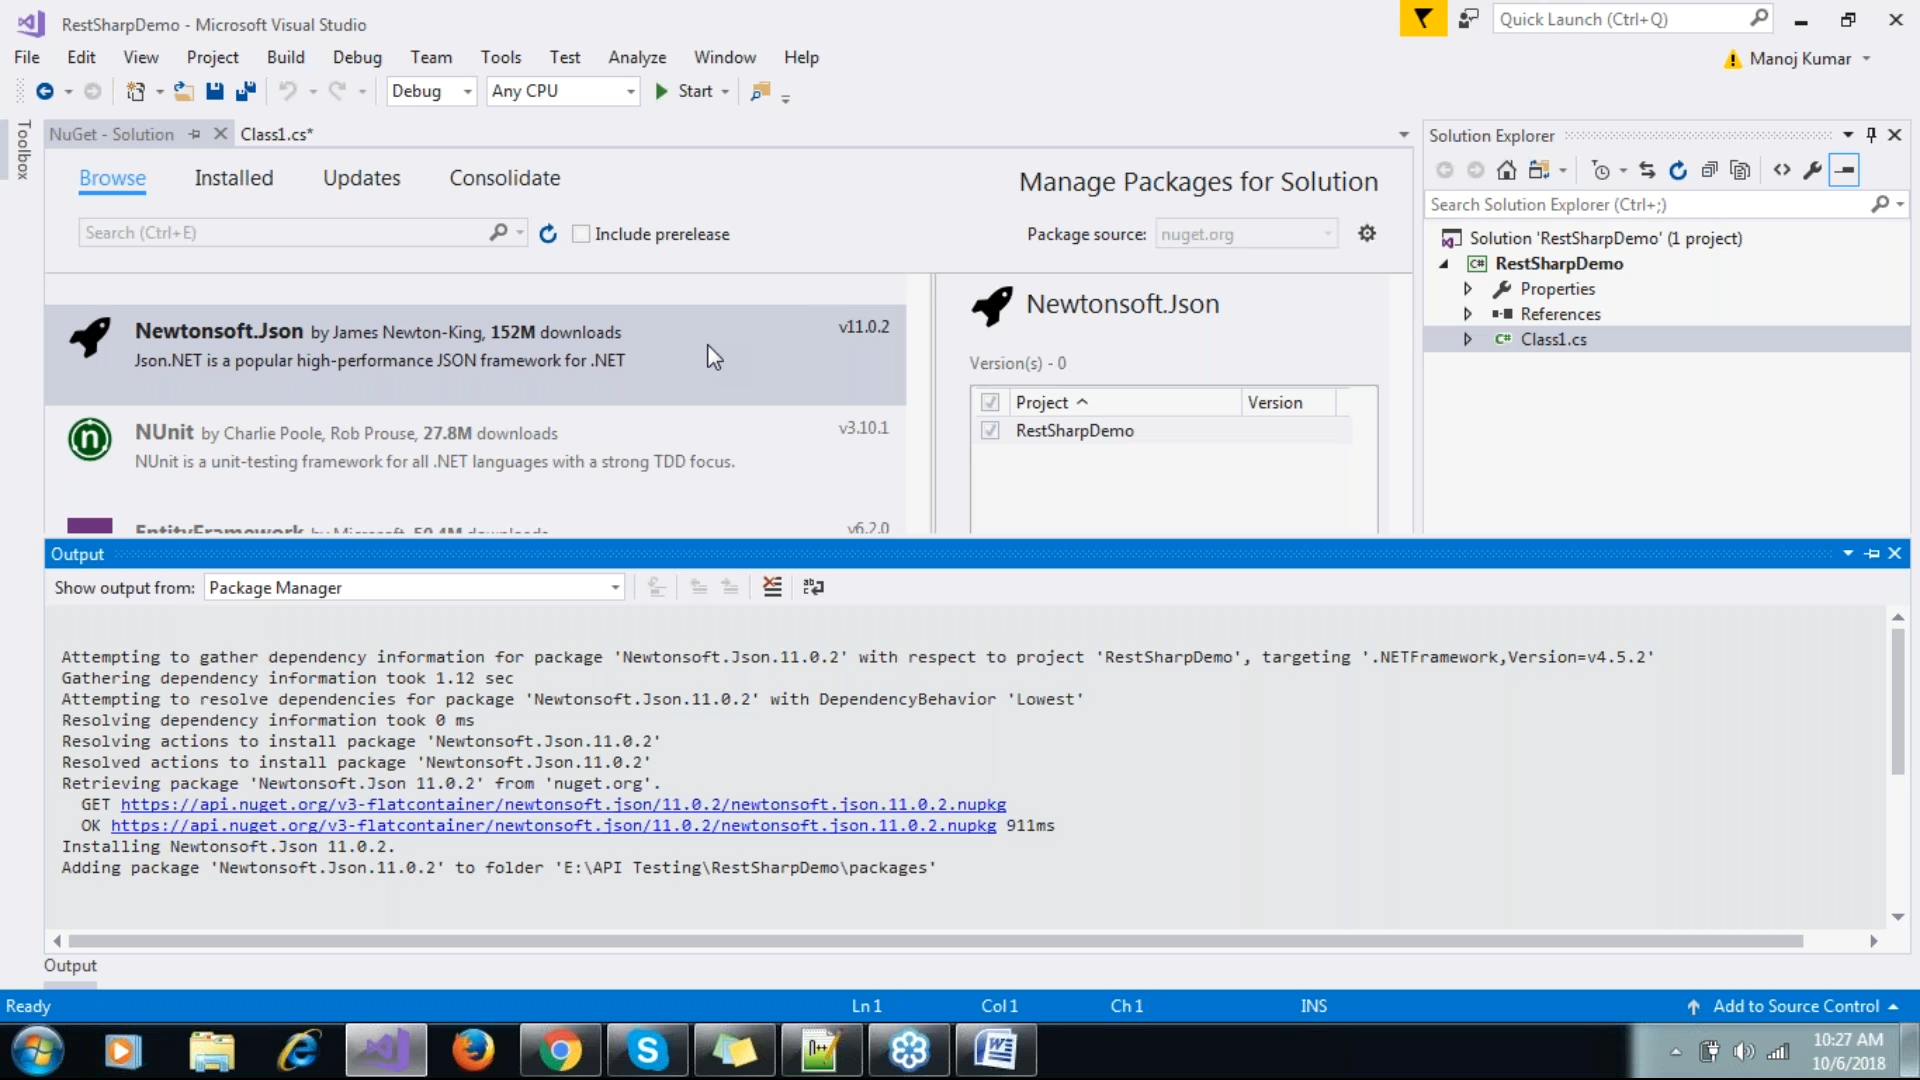 RestSharpDemo - Microsoft Visual Studio
Quick Launch (Ctrl+Q)
File Edit View Project Build Debug Team Tools Test Analyze Window Help
Manoj Kumar
Debug Any CPU Start
Toolbox
NuGet - Solution Class1.cs*
Solution Explorer
Browse Installed Updates Consolidate
Manage Packages for Solution
Search (Ctrl+E) Include prerelease
Package source: nuget.org
Search Solution Explorer (Ctrl+;)
Solution 'RestSharpDemo' (1 project)
C# RestSharpDemo
Properties
References
C# Class1.cs
Newtonsoft.Json by James Newton-King, 152M downloads v11.0.2
Json.NET is a popular high-performance JSON framework for .NET
n NUnit by Charlie Poole, Rob Prouse, 27.8M downloads v3.10.1
NUnit is a unit-testing framework for all .NET languages with a strong TDD focus.
EntityFramework by Microsoft, 50.4M downloads v6.2.0
Newtonsoft.Json
Version(s) - 0
Project Version
RestSharpDemo
Output
Show output from: Package Manager
Attempting to gather dependency information for package 'Newtonsoft.Json.11.0.2' with respect to project 'RestSharpDemo', targeting '.NETFramework,Version=v4.5.2'
Gathering dependency information took 1.12 sec
Attempting to resolve dependencies for package 'Newtonsoft.Json.11.0.2' with DependencyBehavior 'Lowest'
Resolving dependency information took 0 ms
Resolving actions to install package 'Newtonsoft.Json.11.0.2'
Resolved actions to install package 'Newtonsoft.Json.11.0.2'
Retrieving package 'Newtonsoft.Json 11.0.2' from 'nuget.org'.
GET https://api.nuget.org/v3-flatcontainer/newtonsoft.json/11.0.2/newtonsoft.json.11.0.2.nupkg
OK https://api.nuget.org/v3-flatcontainer/newtonsoft.json/11.0.2/newtonsoft.json.11.0.2.nupkg 911ms
Installing Newtonsoft.Json 11.0.2.
Adding package 'Newtonsoft.Json.11.0.2' to folder 'E:\API Testing\RestSharpDemo\packages'
Output
Ready Ln 1 Col 1 Ch 1 INS Add to Source Control
10:27 AM
10/6/2018